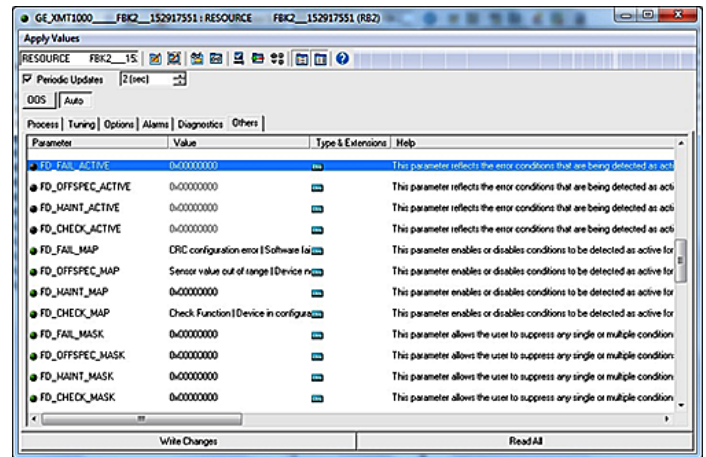 GE_XMT1000____FBK2__152917551 : RESOURCE FBK2__152917551 (RB2)
Apply Values
RESOURCE FBK2__15:
Periodic Updates 2 (sec)
OOS Auto
Process Tuning Options Alarms Diagnostics Others
Parameter Value Type & Extensions Help
FD_FAIL_ACTIVE 0x00000000 This parameter reflects the error conditions that are being detected as acti
FD_OFFSPEC_ACTIVE 0x00000000 This parameter reflects the error conditions that are being detected as acti
FD_MAINT_ACTIVE 0x00000000 This parameter reflects the error conditions that are being detected as acti
FD_CHECK_ACTIVE 0x00000000 This parameter reflects the error conditions that are being detected as acti
FD_FAIL_MAP CRC configuration error | Software fai This parameter enables or disables conditions to be detected as active for
FD_OFFSPEC_MAP Sensor value out of range | Device no This parameter enables or disables conditions to be detected as active for
FD_MAINT_MAP 0x00000000 This parameter enables or disables conditions to be detected as active for
FD_CHECK_MAP Check Function | Device in configura This parameter enables or disables conditions to be detected as active for
FD_FAIL_MASK 0x00000000 This parameter allows the user to suppress any single or multiple condition
FD_OFFSPEC_MASK 0x00000000 This parameter allows the user to suppress any single or multiple condition
FD_MAINT_MASK 0x00000000 This parameter allows the user to suppress any single or multiple condition
FD_CHECK_MASK 0x00000000 This parameter allows the user to suppress any single or multiple condition
Write Changes Read All